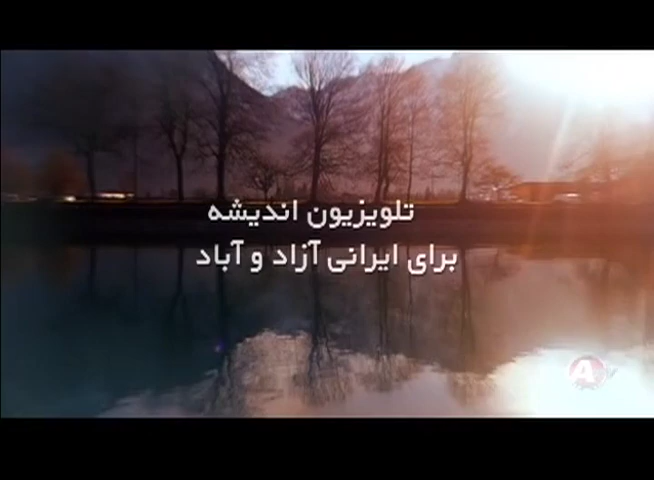 تلویزیون اندیشه
برای ایرانی آزاد و آباد
A